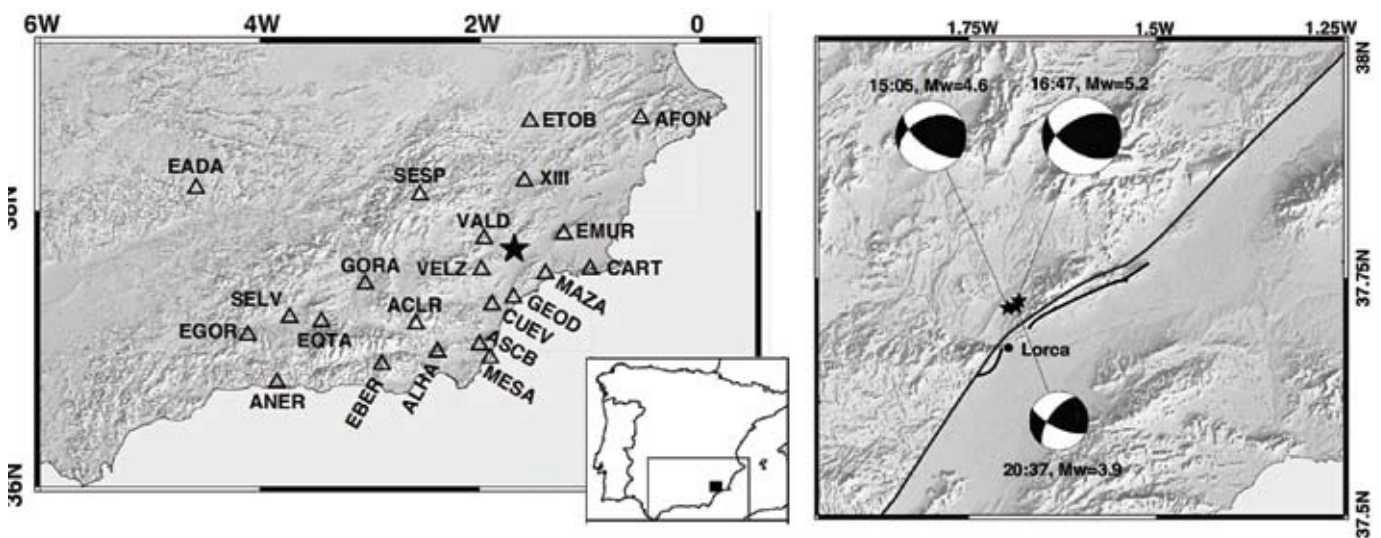 6W
4W
2W
0
ETOB
AFON
EADA
SESP
XIII
38N
VALD
EMUR
GORA
VELZ
CART
MAZA
SELV
ACLR
GEOD
EGOR
EQTA
CUEV
ASCB
MESA
ANER
EBER
ALHA
36N
1.75W
1.5W
1.25W
38N
15:05, Mw=4.6
16:47, Mw=5.2
37.75N
Lorca
20:37, Mw=3.9
37.5N